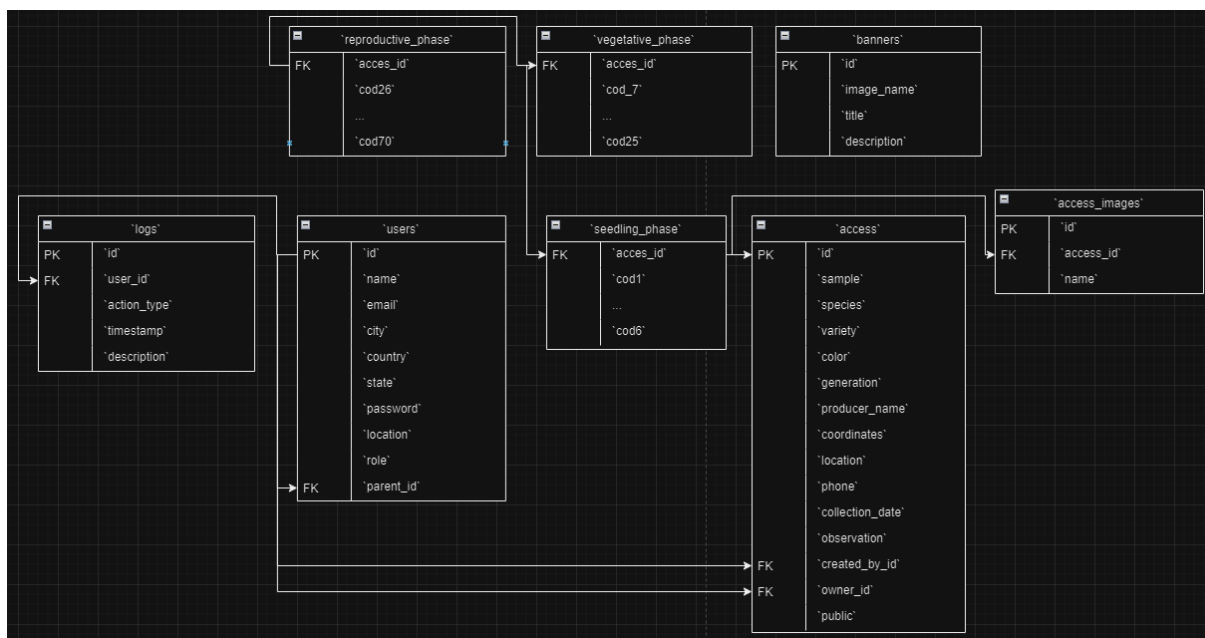 `reproductive_phase`
FK `acces_id`
`cod26`
...
`cod70`
`vegetative_phase`
FK `acces_id`
`cod_7`
...
`cod25`
`banners`
PK `id`
`image_name`
`title`
`description`
`logs`
PK `id`
FK `user_id`
`action_type`
`timestamp`
`description`
`users`
PK `id`
`name`
`email`
`city`
`country`
`state`
`password`
`location`
`role`
FK `parent_id`
`seedling_phase`
FK `acces_id`
`cod1`
...
`cod6`
`access`
PK `id`
`sample`
`species`
`variety`
`color`
`generation`
`producer_name`
`coordinates`
`location`
`phone`
`collection_date`
`observation`
FK `created_by_id`
FK `owner_id`
`public`
`access_images`
PK `id`
FK `access_id`
`name`